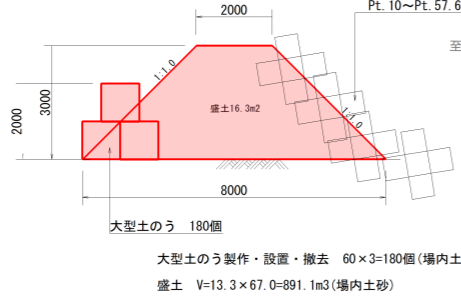 2000
Pt. 10～Pt. 57.6
至
1:1.0
3000
2000
盛土16.3m2
1:1.0
8000
大型土のう 180個
大型土のう製作・設置・撤去 60×3=180個(場内土
盛土 V=13.3×67.0=891.1m3(場内土砂)